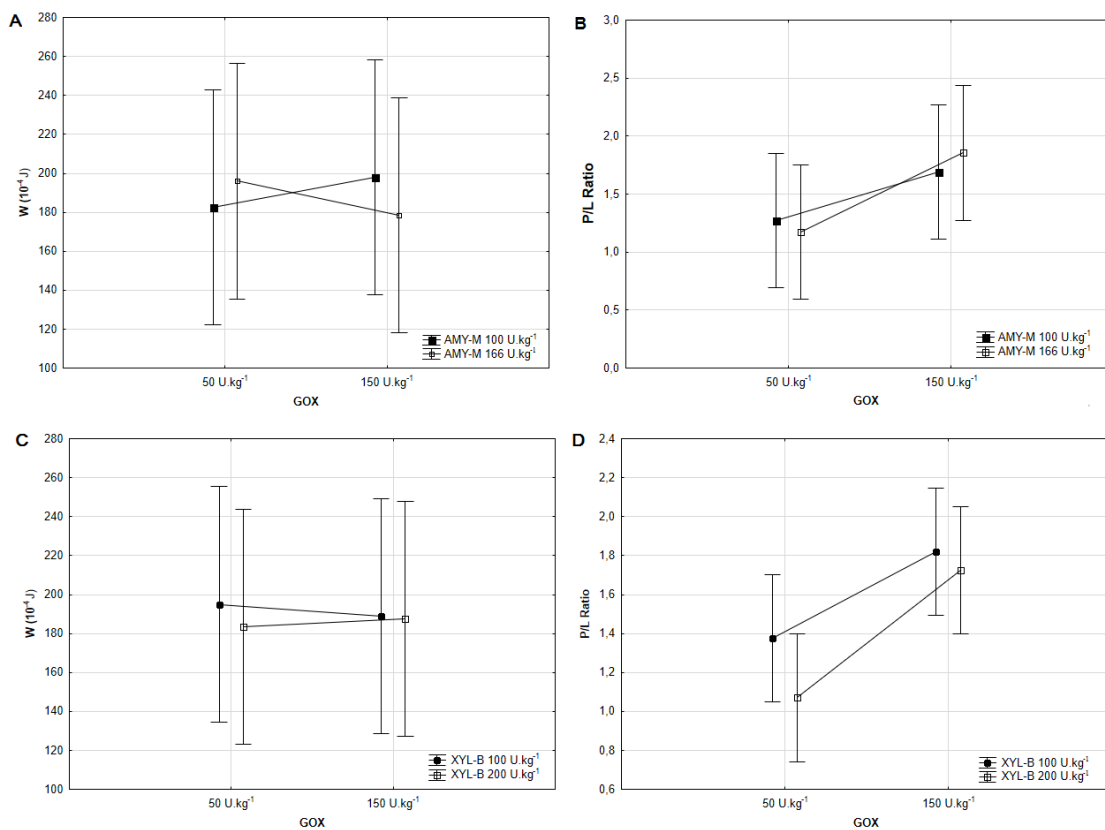 A
W (10⁻⁴ J)
280
260
240
220
200
180
160
140
120
100
AMY-M 100 U.kg⁻¹
AMY-M 166 U.kg⁻¹
50 U.kg⁻¹
150 U.kg⁻¹
GOX
B
P/L Ratio
3,0
2,5
2,0
1,5
1,0
0,5
0,0
AMY-M 100 U.kg⁻¹
AMY-M 166 U.kg⁻¹
50 U.kg⁻¹
150 U.kg⁻¹
GOX
C
W (10⁻⁴ J)
280
260
240
220
200
180
160
140
120
100
XYL-B 100 U.kg⁻¹
XYL-B 200 U.kg⁻¹
50 U.kg⁻¹
150 U.kg⁻¹
GOX
D
P/L Ratio
2,4
2,2
2,0
1,8
1,6
1,4
1,2
1,0
0,8
0,6
XYL-B 100 U.kg⁻¹
XYL-B 200 U.kg⁻¹
50 U.kg⁻¹
150 U.kg⁻¹
GOX